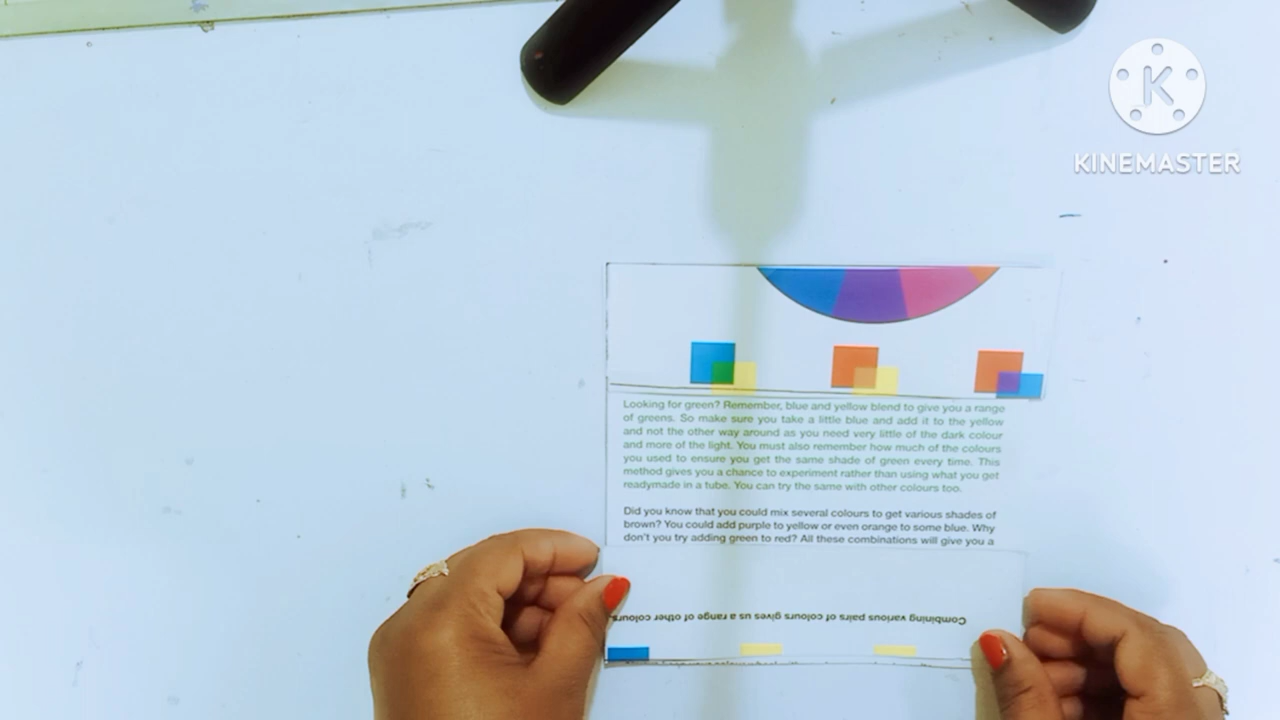 K
KINEMASTER
Looking for green? Remember, blue and yellow blend to give you a range
of greens. So make sure you take a little blue and add it to the yellow
and not the other way around as you need very little of the dark colour
and more of the light. You must also remember how much of the colours
you used to ensure you get the same shade of green every time. This
method gives you a chance to experiment rather than using what you get
readymade in a tube. You can try the same with other colours too.
Did you know that you could mix several colours to get various shades of
brown? You could add purple to yellow or even orange to some blue. Why
don't you try adding green to red? All these combinations will give you a
Combining various pairs of colours gives us a range of other colours